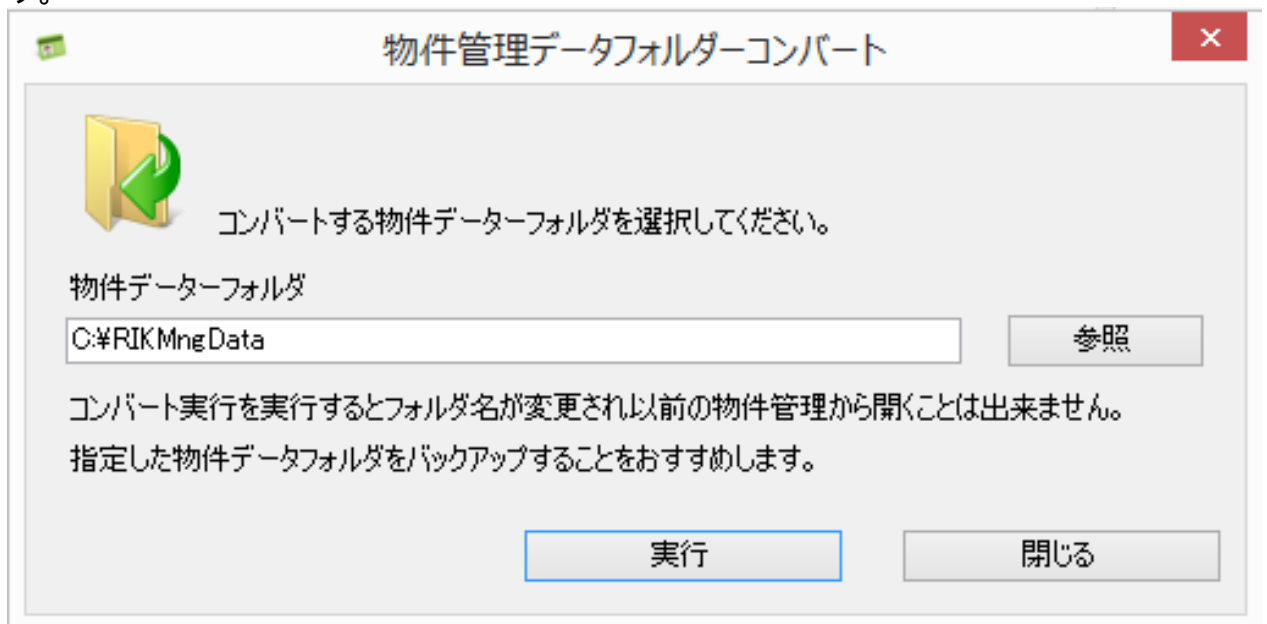 す。
物件管理データフォルダーコンバート
コンバートする物件データーフォルダを選択してください。
物件データーフォルダ
C:¥RIKMngData
参照
コンバート実行を実行するとフォルダ名が変更され以前の物件管理から開くことは出来ません。
指定した物件データフォルダをバックアップすることをおすすめします。
実行
閉じる